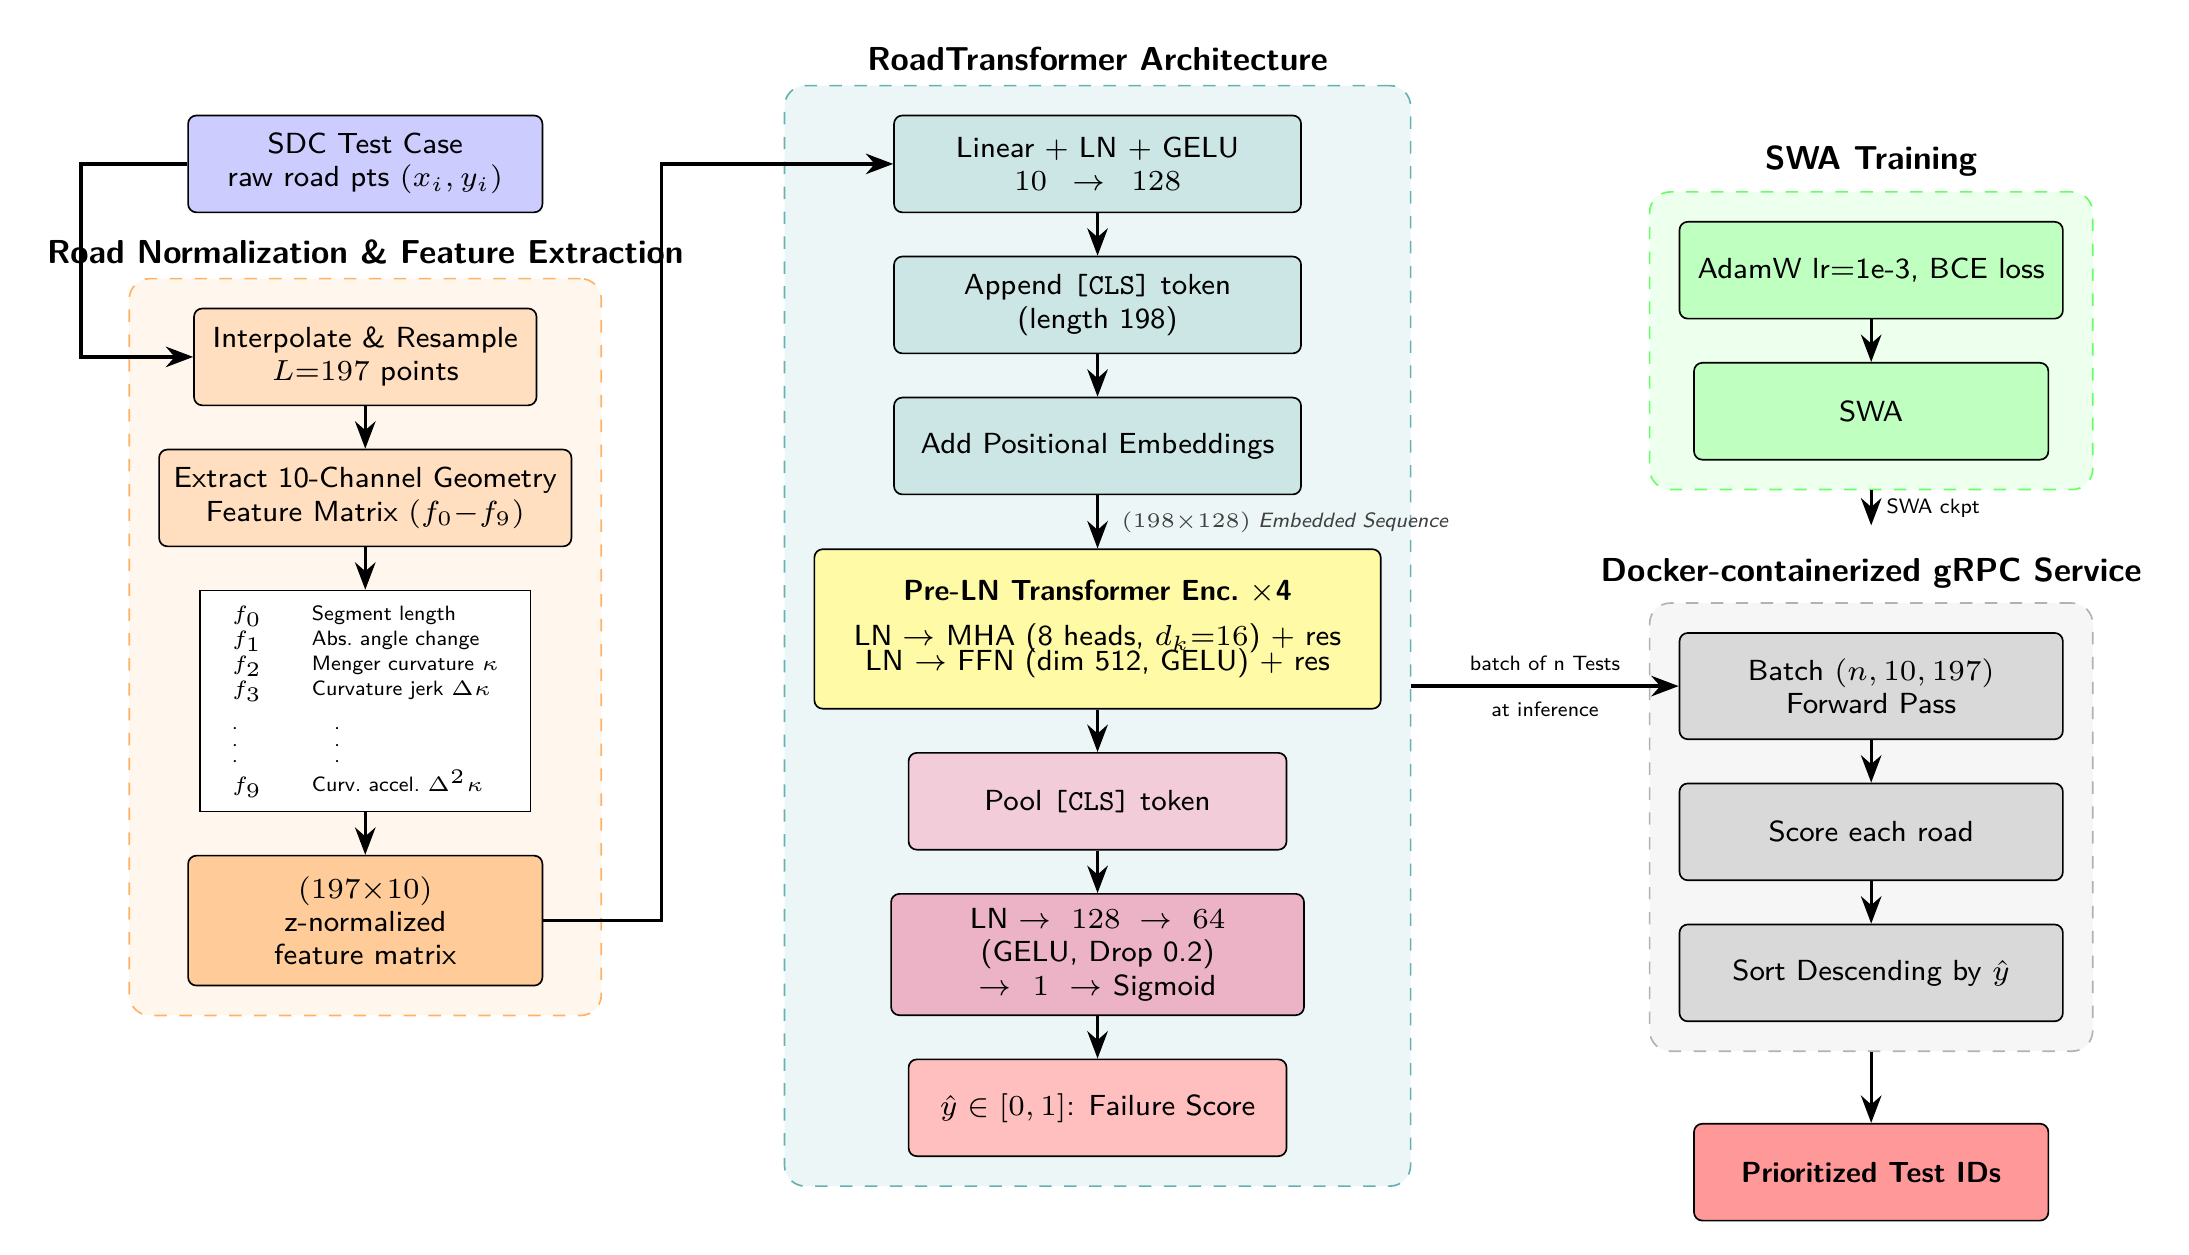 SDC Test Case
raw road pts (x_i, y_i)
Road Normalization & Feature Extraction
Interpolate & Resample
L=197 points
Extract 10-Channel Geometry
Feature Matrix (f_0–f_9)
f_0 Segment length
f_1 Abs. angle change
f_2 Menger curvature κ
f_3 Curvature jerk Δκ
. .
. .
. .
f_9 Curv. accel. Δ²κ
(197×10)
z-normalized
feature matrix
RoadTransformer Architecture
Linear + LN + GELU
10 → 128
Append [CLS] token
(length 198)
Add Positional Embeddings
(198×128) Embedded Sequence
Pre-LN Transformer Enc. ×4
LN → MHA (8 heads, d_k=16) + res
LN → FFN (dim 512, GELU) + res
Pool [CLS] token
LN → 128 → 64
(GELU, Drop 0.2)
→ 1 → Sigmoid
ŷ ∈ [0, 1]: Failure Score
batch of n Tests
at inference
SWA Training
AdamW lr=1e-3, BCE loss
SWA
SWA ckpt
Docker-containerized gRPC Service
Batch (n, 10, 197)
Forward Pass
Score each road
Sort Descending by ŷ
Prioritized Test IDs